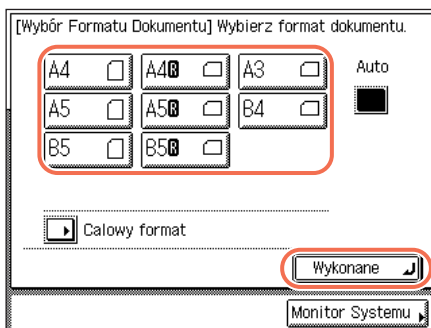 [Wybór Formatu Dokumentu] Wybierz format dokumentu.
A4 A4R A3 Auto
A5 A5R B4
B5 B5R
Calowy format
Wykonane
Monitor Systemu